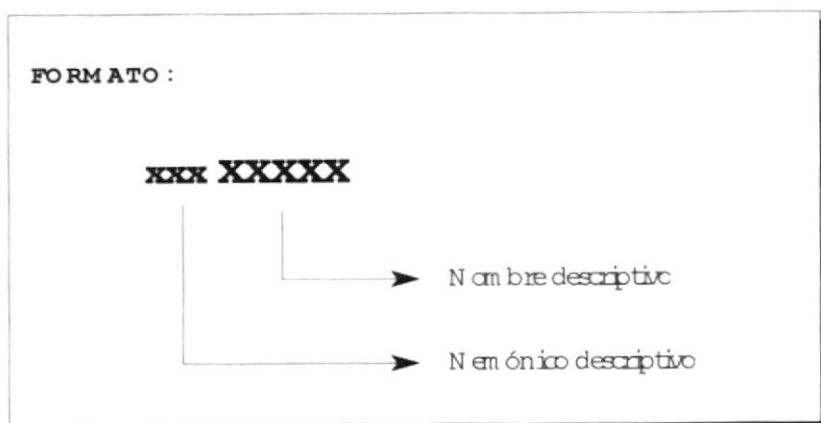 FORMATO :
xxx XXXXX
Nombre descriptivo
Nemónico descriptivo